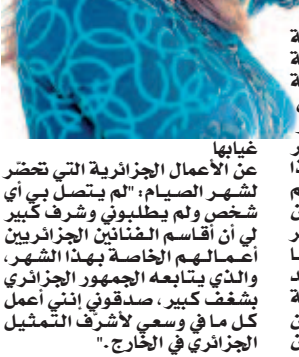 غيابها
عن الأعمال الجزائرية التي تحضّر
لشهر الصيام: "لم يتصل بي أي
شخص ولم يطلبوني وشرف كبير
لي أن أقاسم الفنانين الجزائريين
أعمالهم الخاصة بهذا الشهر،
والذي يتابعه الجمهور الجزائري
بشغف كبير، صدقوني إنني أعمل
كل ما في وسعي لأشرّف التمثيل
الجزائري في الخارج."